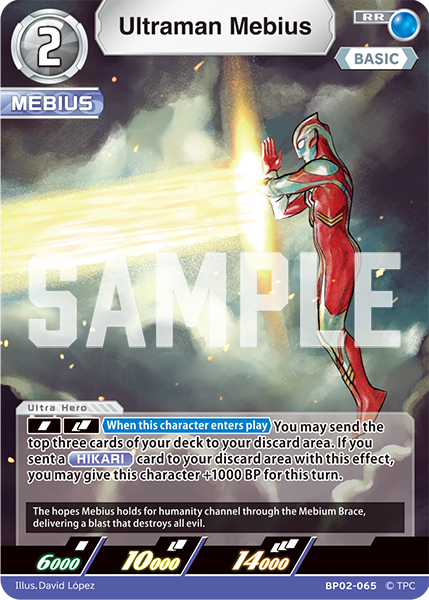 2
Ultraman Mebius
RR
BASIC
MEBIUS
SAMPLE
Ultra Hero
When this character enters play You may send the
top three cards of your deck to your discard area. If you
sent a HIKARI card to your discard area with this effect,
you may give this character +1000 BP for this turn.
The hopes Mebius holds for humanity channel through the Mebium Brace,
delivering a blast that destroys all evil.
6000 10000 14000
Illus. David López BP02-065 © TPC